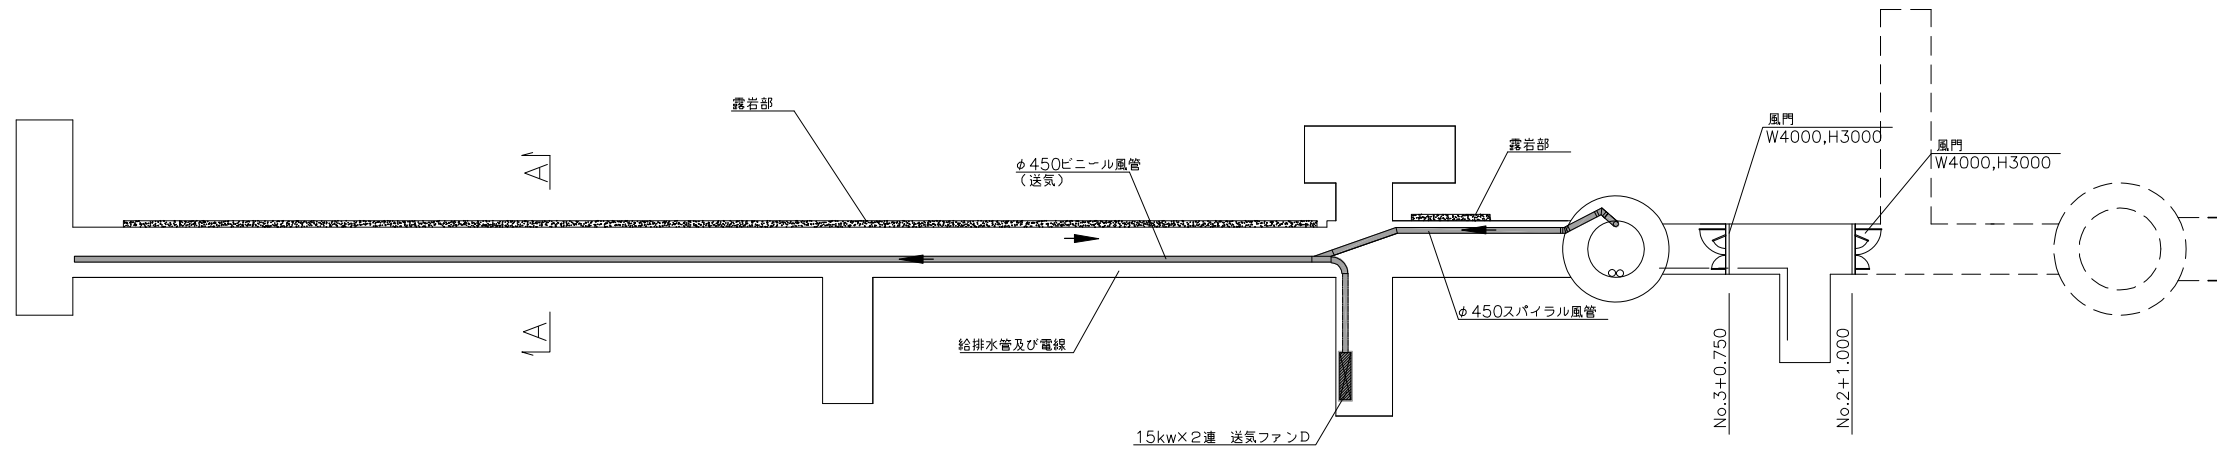 露岩部
φ450ビニール風管
(送気)
露岩部
風門
W4000,H3000
風門
W4000,H3000
A
A
給排水管及び電線
φ450スパイラル風管
15kw×2連 送気ファンD
No.3+0.750
No.2+1.000